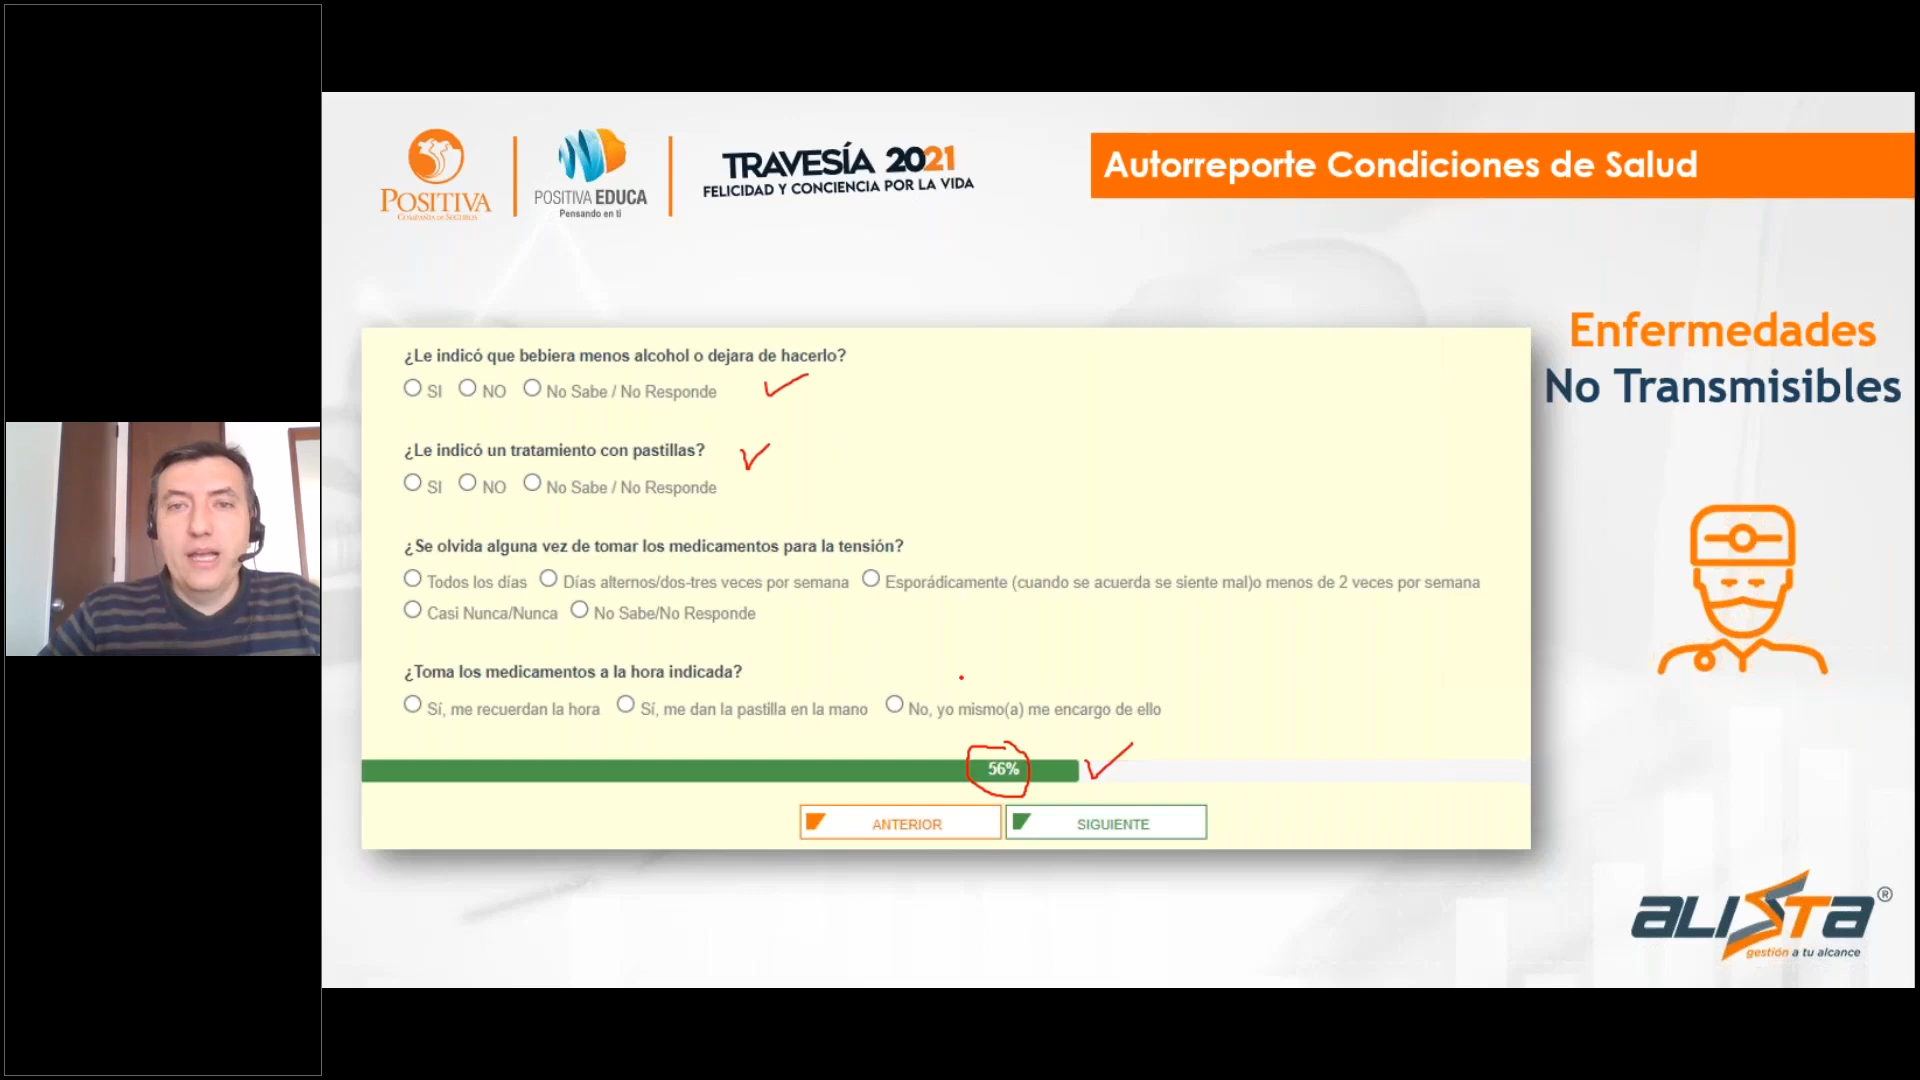 POSITIVA
COMPAÑÍA DE SEGUROS
POSITIVA EDUCA
Pensando en ti
TRAVESÍA 2021
FELICIDAD Y CONCIENCIA POR LA VIDA
Autorreporte Condiciones de Salud
Enfermedades
No Transmisibles
¿Le indicó que bebiera menos alcohol o dejara de hacerlo?
SI NO No Sabe / No Responde
¿Le indicó un tratamiento con pastillas?
SI NO No Sabe / No Responde
¿Se olvida alguna vez de tomar los medicamentos para la tensión?
Todos los días Días alternos/dos-tres veces por semana Esporádicamente (cuando se acuerda se siente mal)o menos de 2 veces por semana
Casi Nunca/Nunca No Sabe/No Responde
¿Toma los medicamentos a la hora indicada?
Sí, me recuerdan la hora Sí, me dan la pastilla en la mano No, yo mismo(a) me encargo de ello
56%
ANTERIOR SIGUIENTE
ALISTA ®
gestión a tu alcance